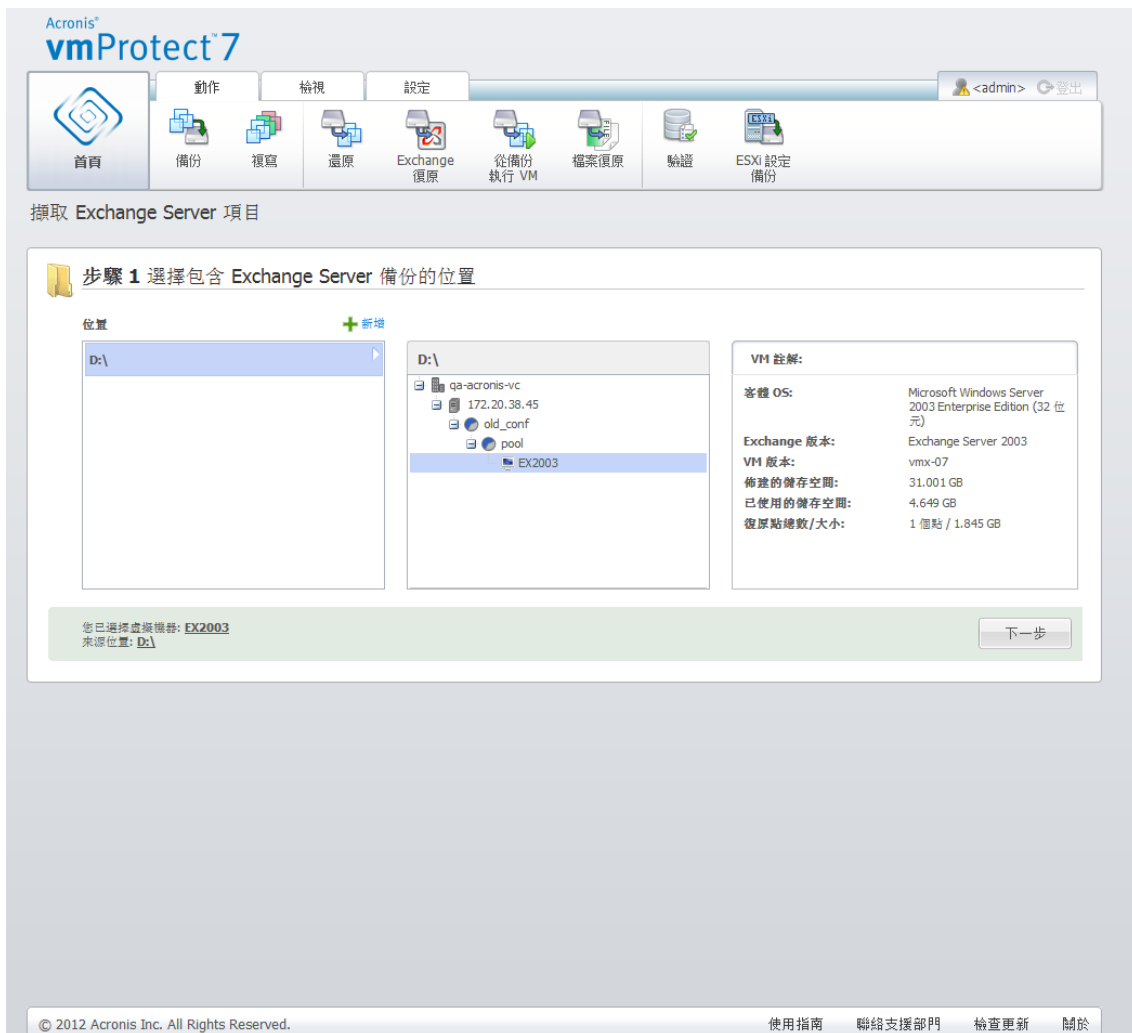 Acronis®
vmProtect™ 7
動作
檢視
設定
<admin>
登出
首頁
備份
複寫
還原
Exchange
復原
從備份
執行 VM
檔案復原
驗證
ESXi
ESXi 設定
備份
擷取 Exchange Server 項目
步驟 1 選擇包含 Exchange Server 備份的位置
位置
新增
D:\
D:\
qa-acronis-vc
172.20.38.45
old_conf
pool
EX2003
VM 註解:
客體 OS:
Microsoft Windows Server
2003 Enterprise Edition (32 位
元)
Exchange 版本:
Exchange Server 2003
VM 版本:
vmx-07
佈建的儲存空間:
31.001 GB
已使用的儲存空間:
4.649 GB
復原點總數/大小:
1 個點 / 1.845 GB
您已選擇虛擬機器: EX2003
來源位置: D:\
下一步
© 2012 Acronis Inc. All Rights Reserved.
使用指南
聯絡支援部門
檢查更新
關於